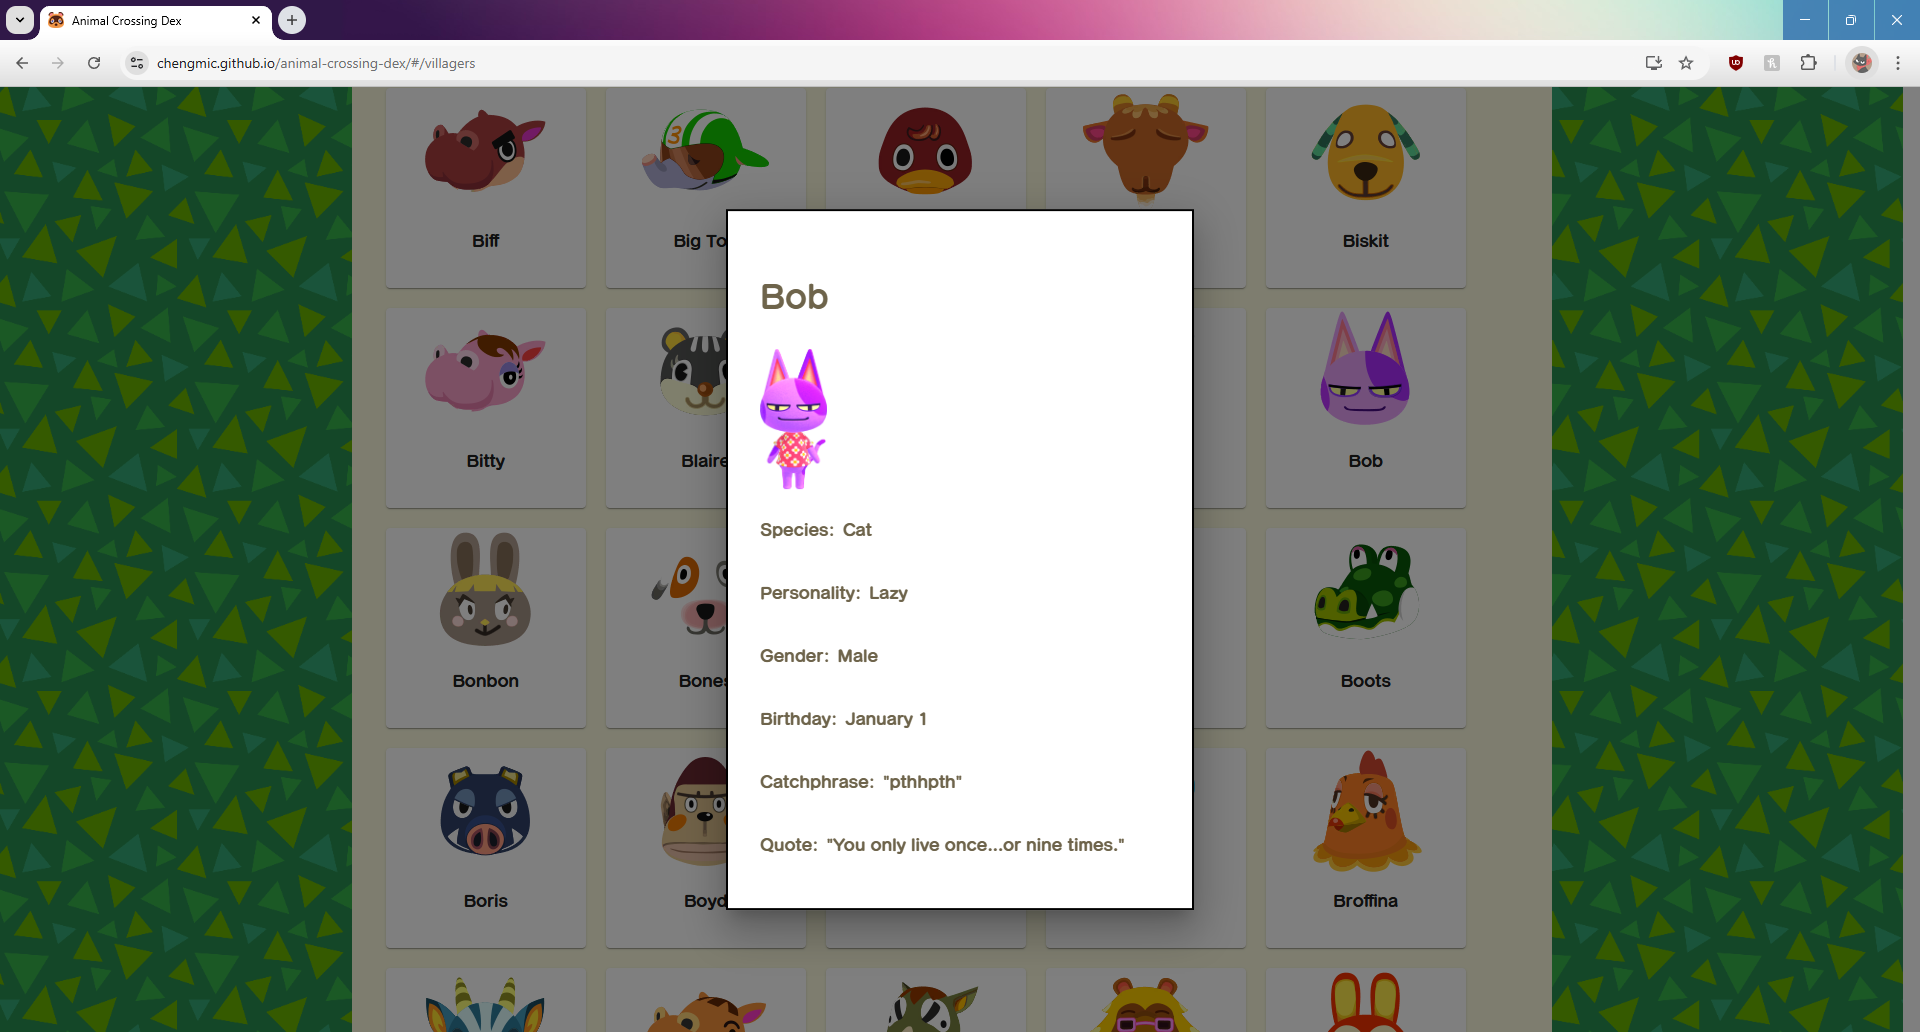 Animal Crossing Dex
chengmic.github.io/animal-crossing-dex/#/villagers
3
Biff
Big To
Biskit
Bitty
Blaire
Bob
Bonbon
Bones
Boots
Boris
Boyd
Broffina
Bob
Species: Cat
Personality: Lazy
Gender: Male
Birthday: January 1
Catchphrase: "pthhpth"
Quote: "You only live once...or nine times."